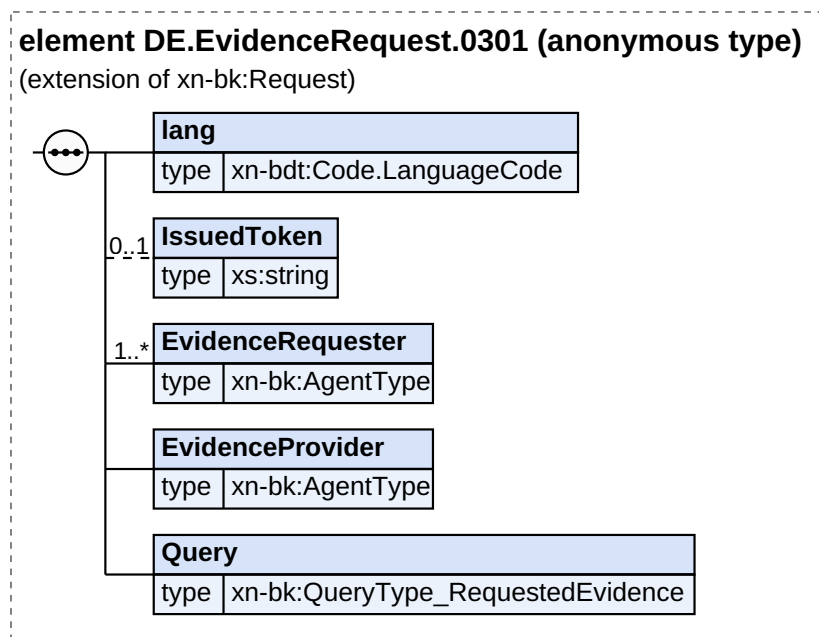 element DE.EvidenceRequest.0301 (anonymous type)
(extension of xn-bk:Request)
lang
type xn-bdt:Code.LanguageCode
0..1 IssuedToken
type xs:string
1..* EvidenceRequester
type xn-bk:AgentType
EvidenceProvider
type xn-bk:AgentType
Query
type xn-bk:QueryType_RequestedEvidence